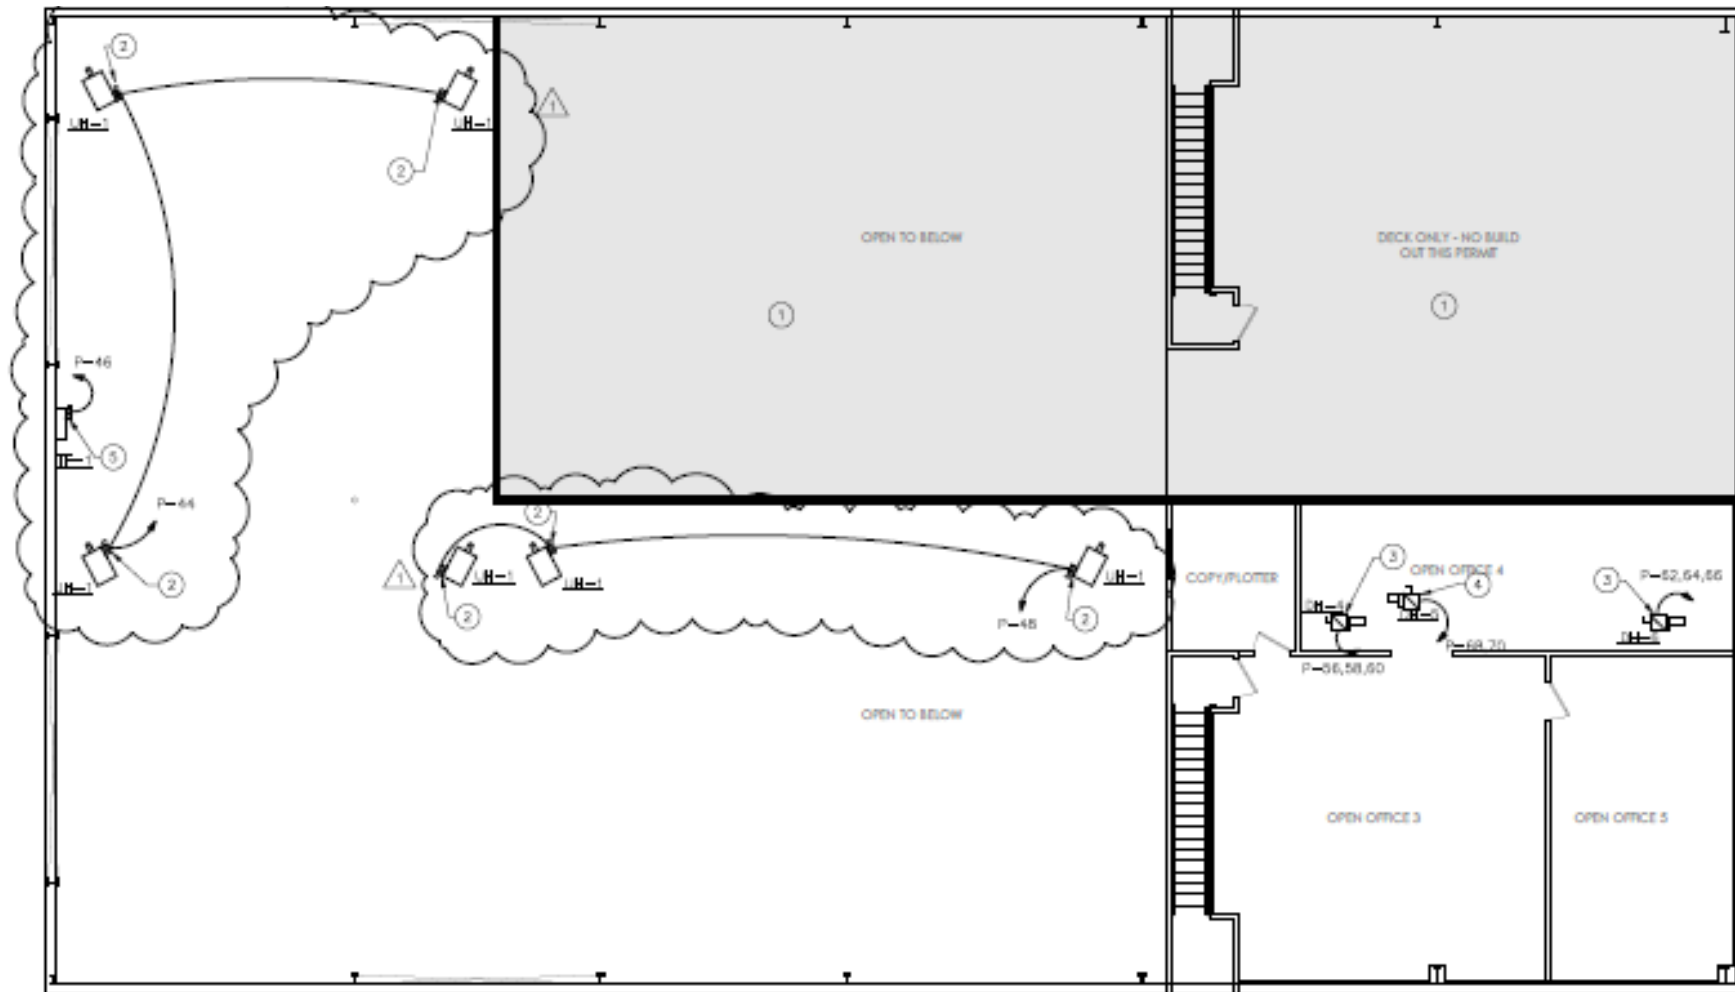 2
UH-1
UH-1
1
2
OPEN TO BELOW
DECK ONLY - NO BUILD
OUT THIS PERMIT
1
1
P-46
5
P-44
2
UH-1
2
1
UH-1
UH-1
UH-1
2
P-48
2
COPY/PLOTTER
OPEN OFFICE 4
3
4
3
P-62,64,66
P-68,70
P-56,58,60
OPEN TO BELOW
OPEN OFFICE 3
OPEN OFFICE 5